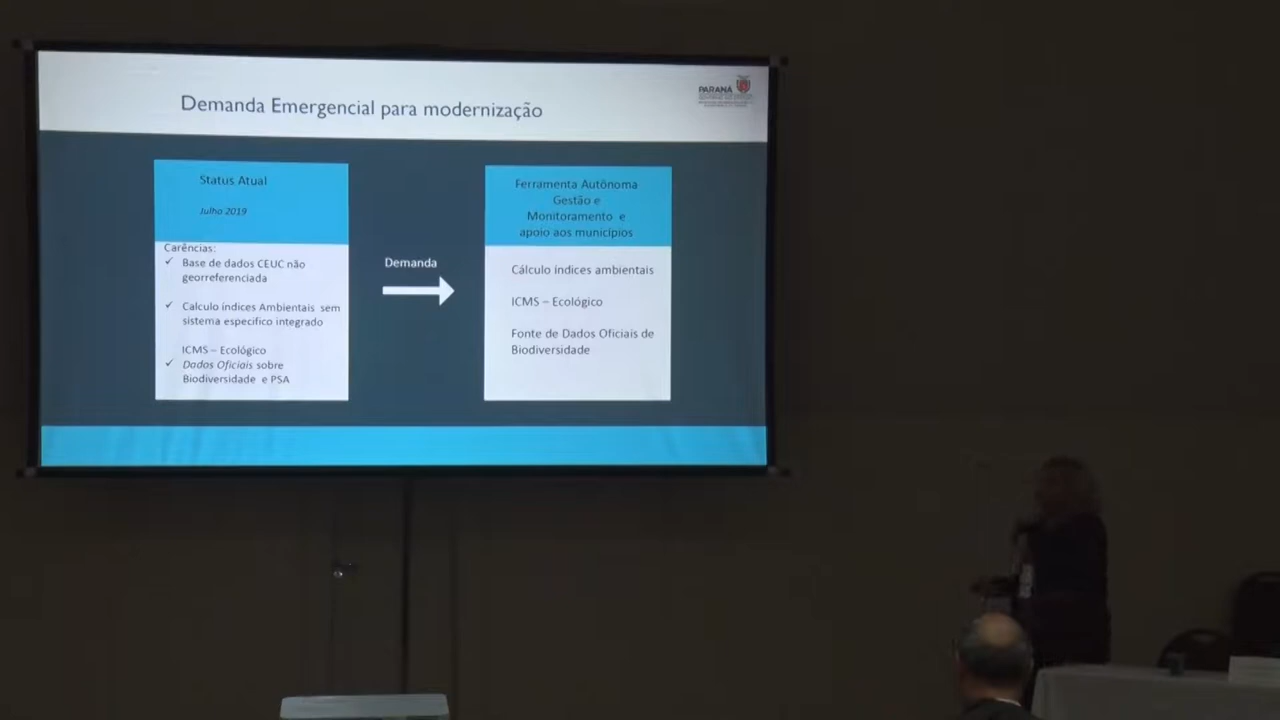 Demanda Emergencial para modernização
PARANÁ
Status Atual
Julho 2019
Carências:
✓ Base de dados CEUC não
georreferenciada
✓ Calculo índices Ambientais sem
sistema especifico integrado
ICMS – Ecológico
✓ Dados Oficiais sobre
Biodiversidade e PSA
Demanda
Ferramenta Autônoma
Gestão e
Monitoramento e
apoio aos municípios
Cálculo índices ambientais
ICMS – Ecológico
Fonte de Dados Oficiais de
Biodiversidade